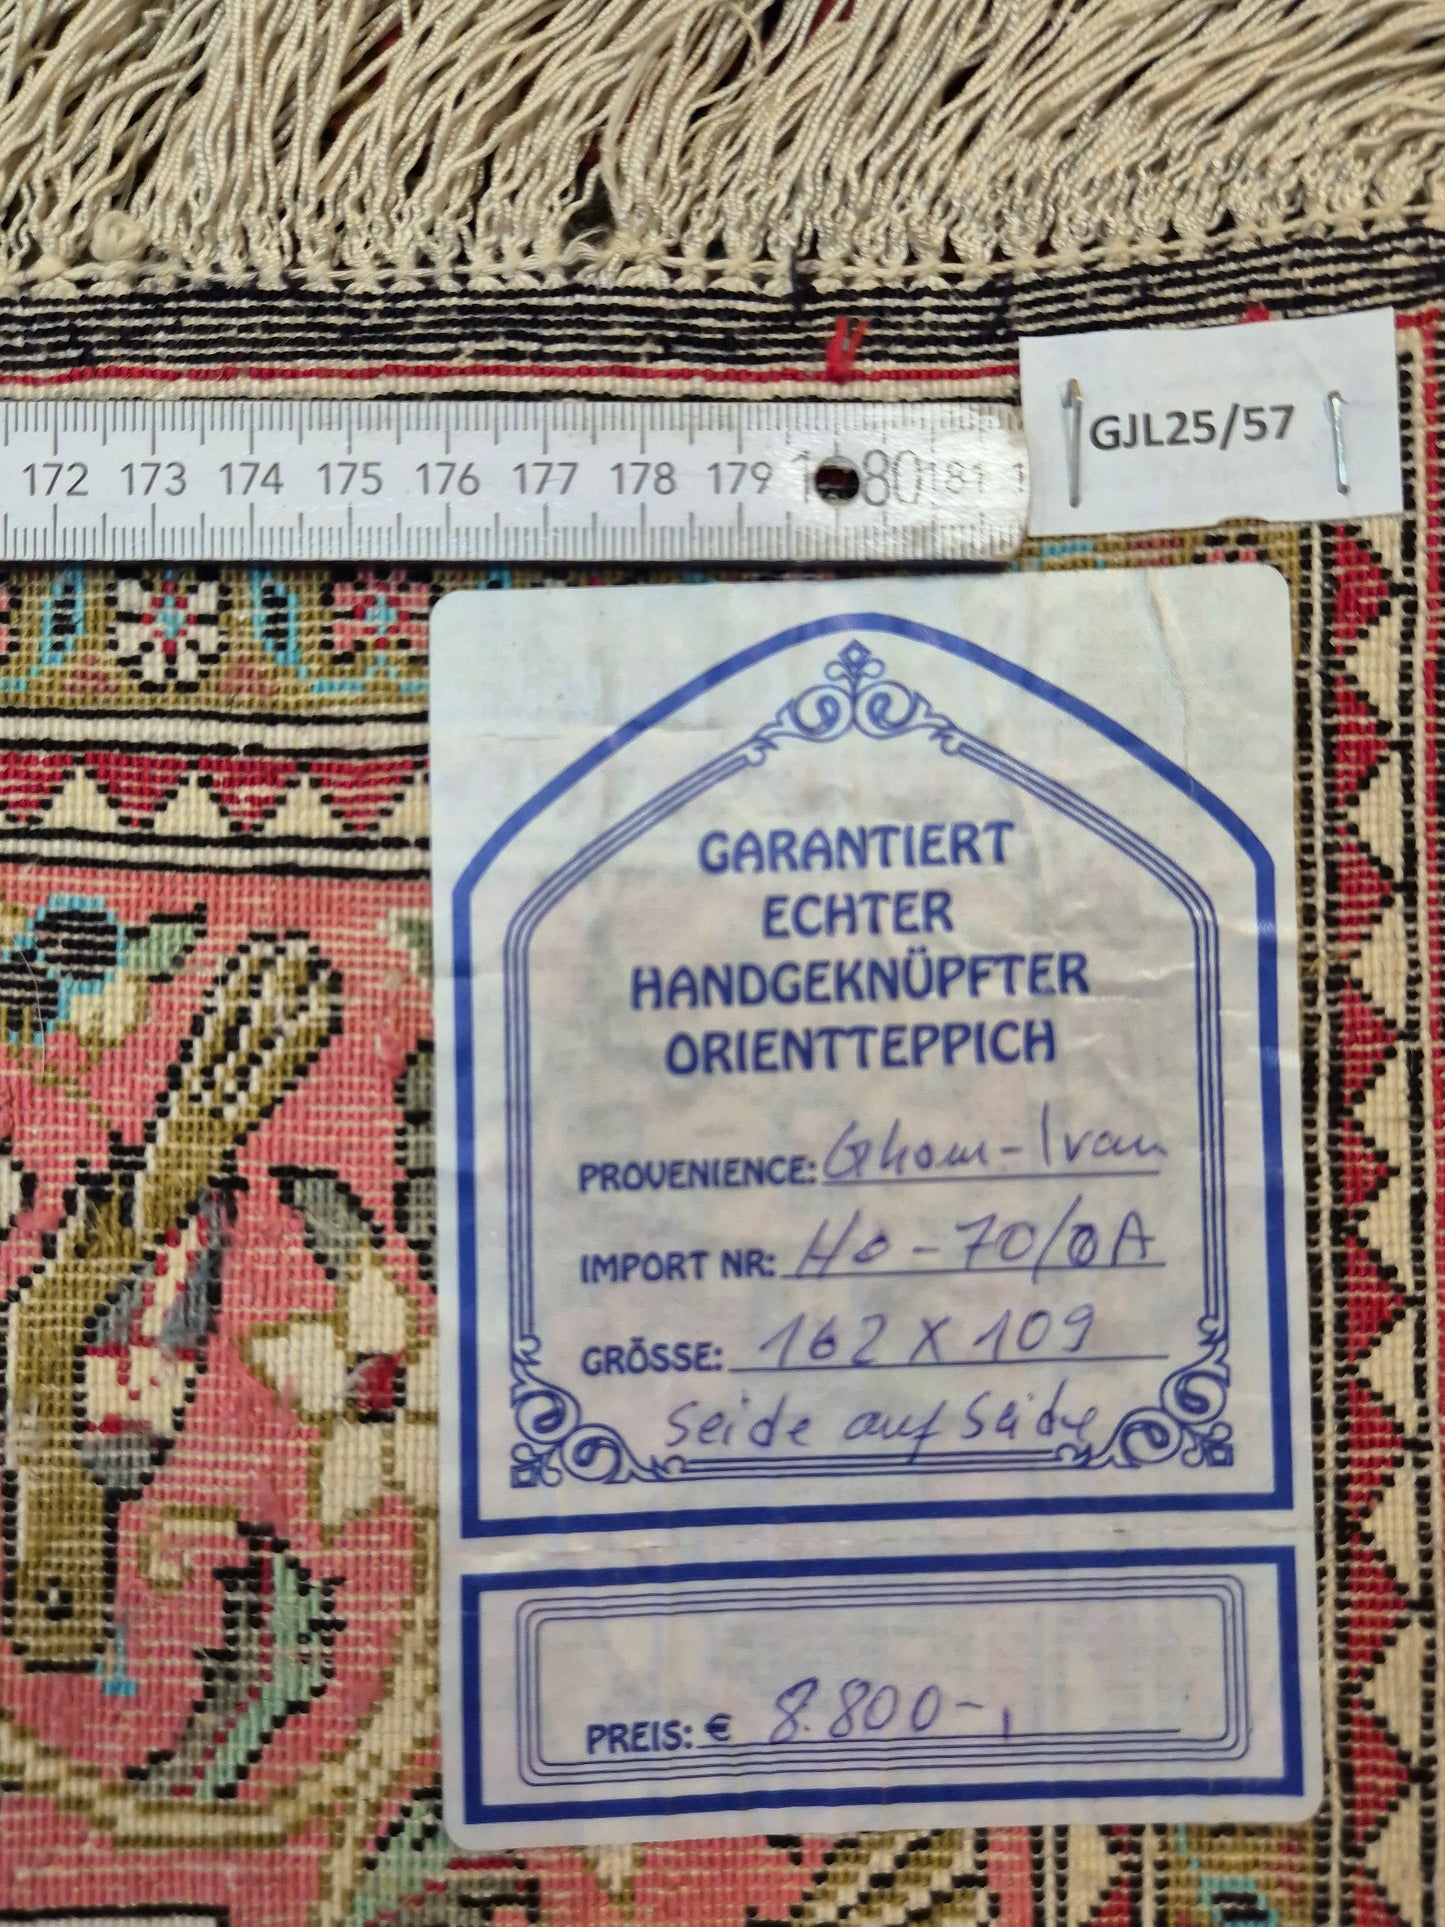 172 173 174 175 176 177 178 179 180 181
GJL25/57
GARANTIERT
ECHTER
HANDGEKNÜPFTER
ORIENTTEPPICH
PROVENIENCE: Ghom-Iran
IMPORT NR: Ho-70/0A
GRÖSSE: 162 x 109
Seide auf Seide
PREIS: € 8.800-,